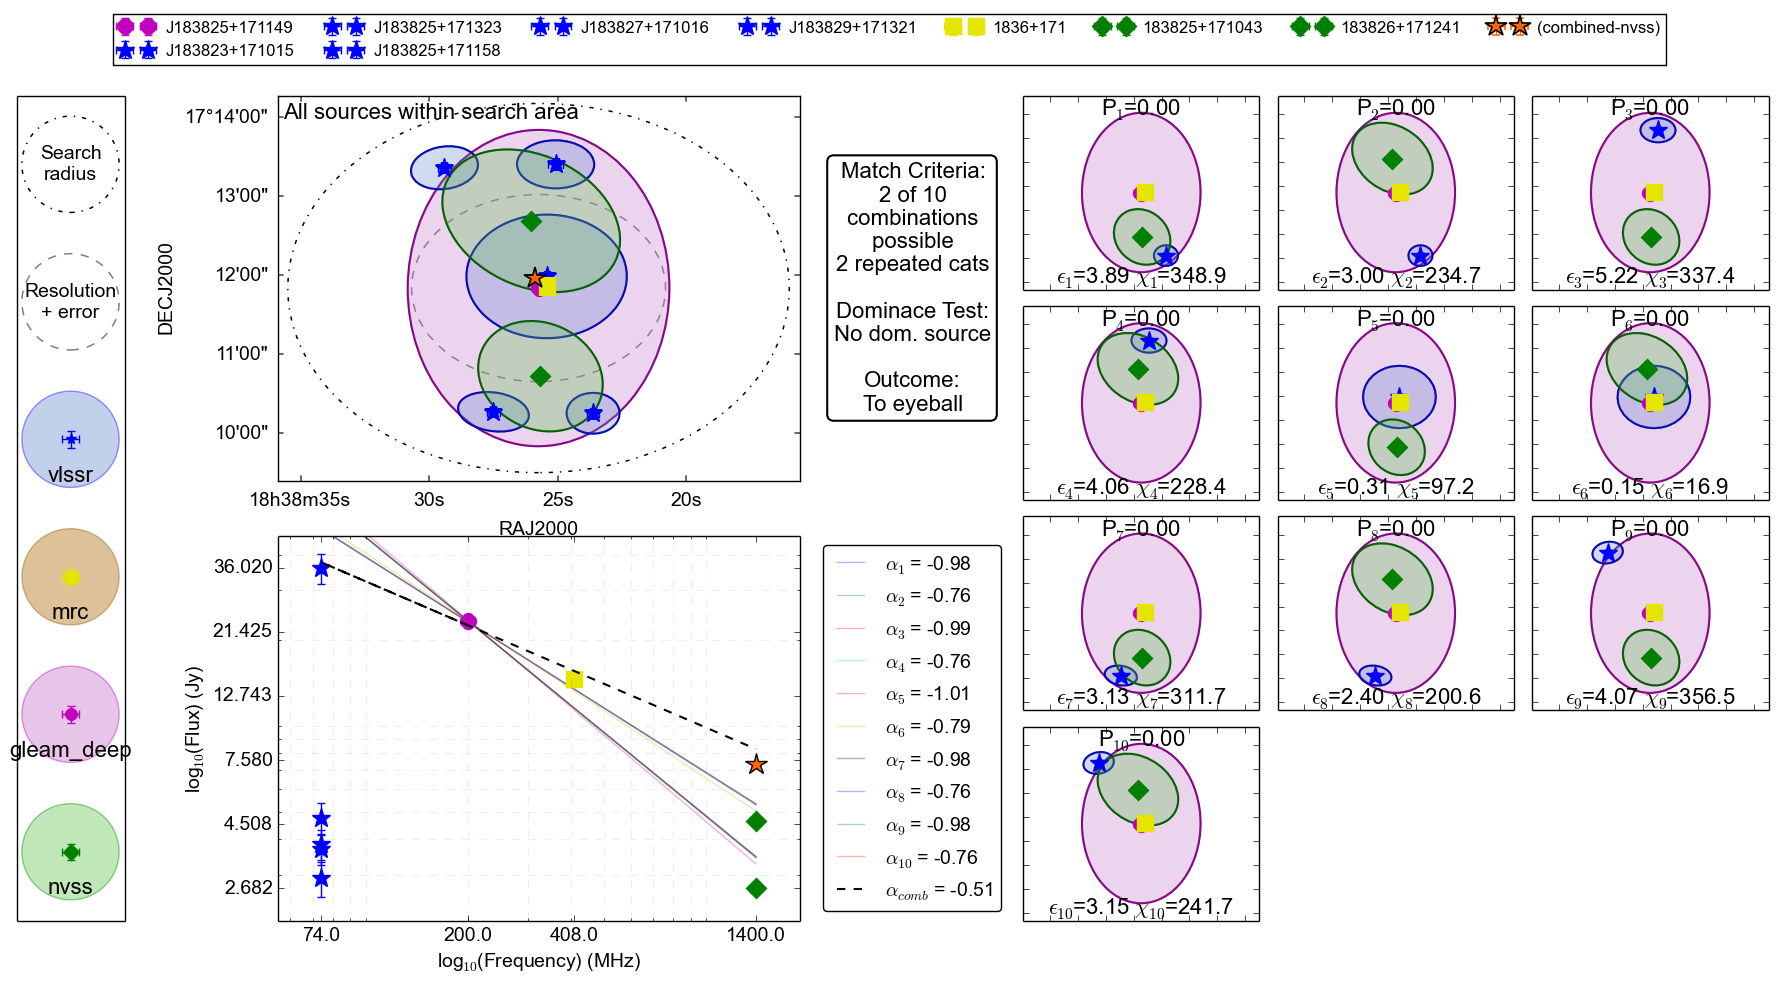 J183825+171149 J183825+171323 J183827+171016 J183829+171321 1836+171 183825+171043 183826+171241 (combined-nvss)
J183823+171015 J183825+171158
Search
radius
Resolution
+ error
vlssr
mrc
gleam_deep
nvss
All sources within search area
17°14'00"
13'00"
12'00"
11'00"
10'00"
DECJ2000
18h38m35s 30s 25s 20s
RAJ2000
Match Criteria:
2 of 10
combinations
possible
2 repeated cats
Dominace Test:
No dom. source
Outcome:
To eyeball
36.020
21.425
12.743
7.580
4.508
2.682
log₁₀(Flux) (Jy)
74.0 200.0 408.0 1400.0
log₁₀(Frequency) (MHz)
α₁ = -0.98
α₂ = -0.76
α₃ = -0.99
α₄ = -0.76
α₅ = -1.01
α₆ = -0.79
α₇ = -0.98
α₈ = -0.76
α₉ = -0.98
α₁₀ = -0.76
α_comb = -0.51
P₁=0.00
ϵ₁=3.89 χ₁=348.9
P₂=0.00
ϵ₂=3.00 χ₂=234.7
P₃=0.00
ϵ₃=5.22 χ₃=337.4
P₄=0.00
ϵ₄=4.06 χ₄=228.4
P₅=0.00
ϵ₅=0.31 χ₅=97.2
P₆=0.00
ϵ₆=0.15 χ₆=16.9
P₇=0.00
ϵ₇=3.13 χ₇=311.7
P₈=0.00
ϵ₈=2.40 χ₈=200.6
P₉=0.00
ϵ₉=4.07 χ₉=356.5
P₁₀=0.00
ϵ₁₀=3.15 χ₁₀=241.7